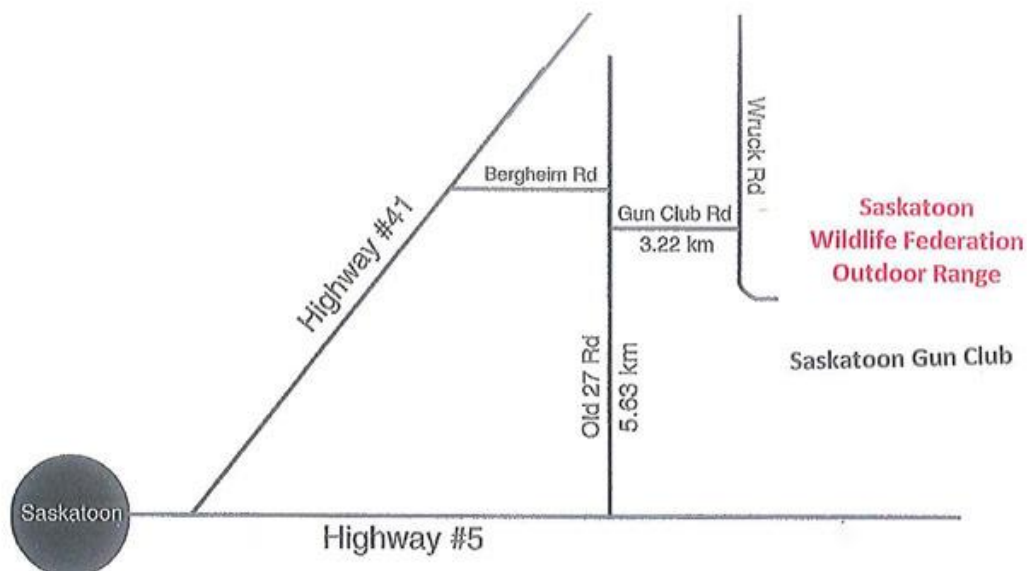 Wruck Rd
Bergheim Rd
Gun Club Rd
3.22 km
Saskatoon
Wildlife Federation
Outdoor Range
Highway #41
Saskatoon Gun Club
Old 27 Rd
5.63 km
Saskatoon
Highway #5